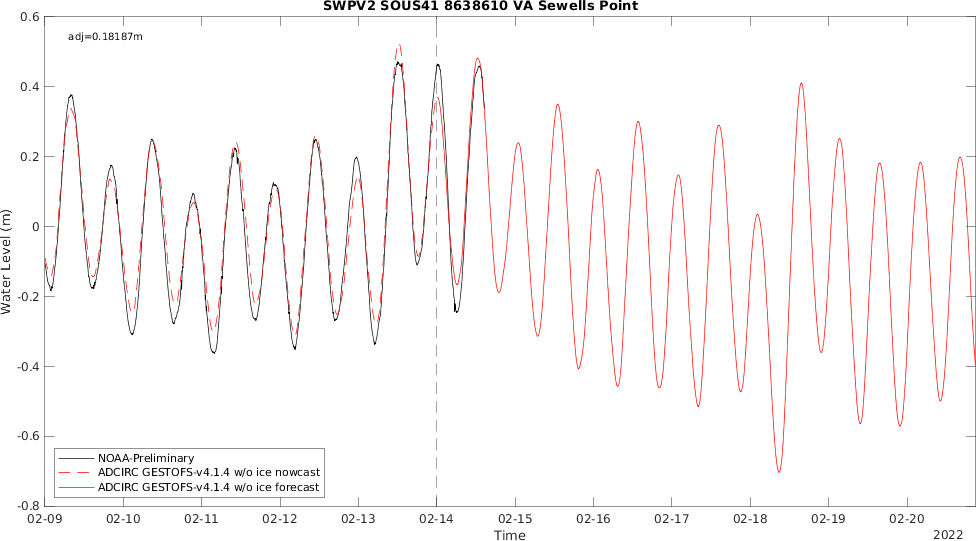 SWPV2 SOUS41 8638610 VA Sewells Point
adj=0.18187m
0.6
0.4
0.2
0
-0.2
-0.4
-0.6
-0.8
Water Level (m)
NOAA-Preliminary
ADCIRC GESTOFS-v4.1.4 w/o ice nowcast
ADCIRC GESTOFS-v4.1.4 w/o ice forecast
02-09 02-10 02-11 02-12 02-13 02-14 02-15 02-16 02-17 02-18 02-19 02-20
Time
2022